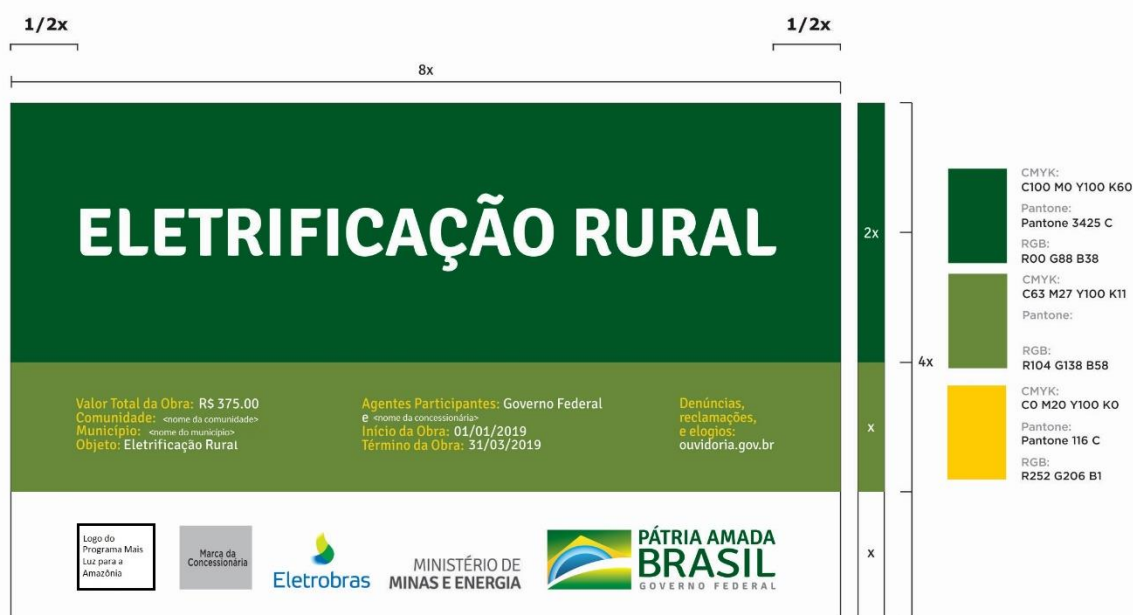 1/2x
1/2x
8x
ELETRIFICAÇÃO RURAL
2x
4x
x
x
Valor Total da Obra: R$ 375.00
Comunidade: <nome da comunidade>
Município: <nome do município>
Objeto: Eletrificação Rural
Agentes Participantes: Governo Federal
e <nome da concessionária>
Início da Obra: 01/01/2019
Término da Obra: 31/03/2019
Denúncias,
reclamações,
e elogios:
ouvidoria.gov.br
Logo do
Programa Mais
Luz para a
Amazônia
Marca da
Concessionária
Eletrobras
MINISTÉRIO DE
MINAS E ENERGIA
PÁTRIA AMADA
BRASIL
GOVERNO FEDERAL
CMYK:
C100 M0 Y100 K60
Pantone:
Pantone 3425 C
RGB:
R00 G88 B38
CMYK:
C63 M27 Y100 K11
Pantone:
RGB:
R104 G138 B58
CMYK:
C0 M20 Y100 K0
Pantone:
Pantone 116 C
RGB:
R252 G206 B1